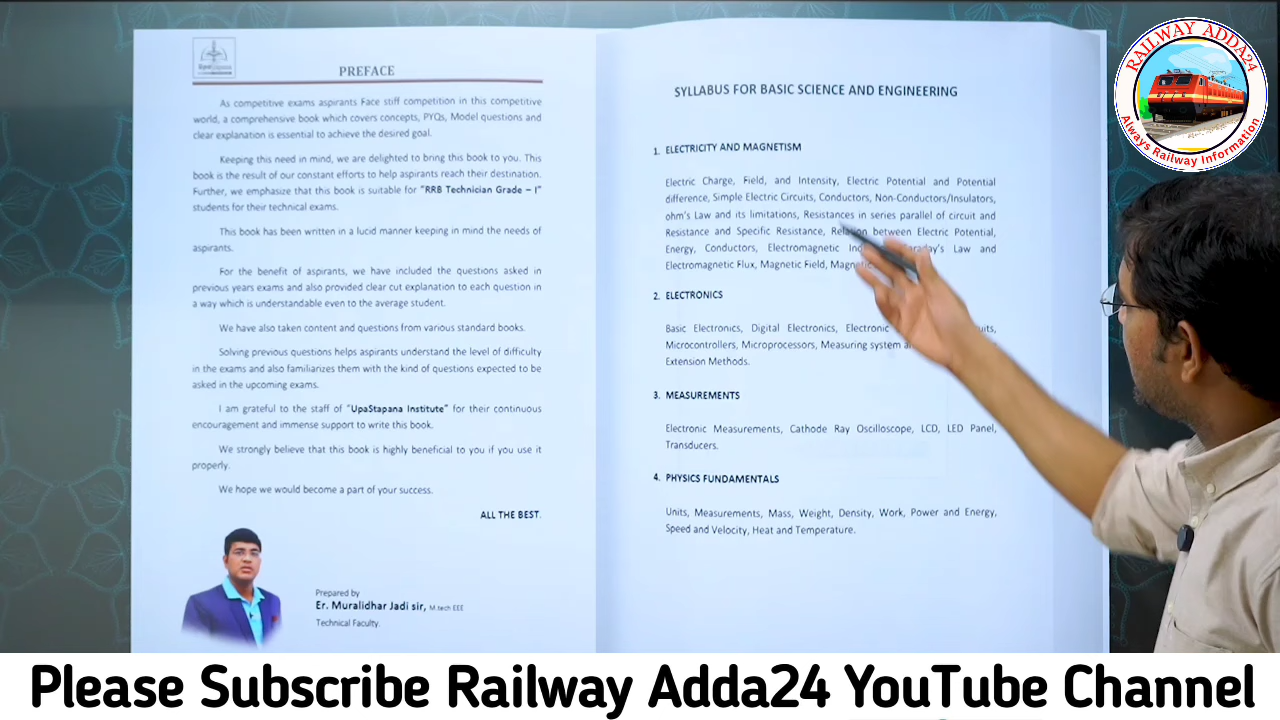 PREFACE
As competitive exams aspirants Face stiff competition in this competitive
world, a comprehensive book which covers concepts, PYQs, Model questions and
clear explanation is essential to achieve the desired goal.
Keeping this need in mind, we are delighted to bring this book to you. This
book is the result of our constant efforts to help aspirants reach their destination.
Further, we emphasize that this book is suitable for "RRB Technician Grade – I"
students for their technical exams.
This book has been written in a lucid manner keeping in mind the needs of
aspirants.
For the benefit of aspirants, we have included the questions asked in
previous years exams and also provided clear cut explanation to each question in
a way which is understandable even to the average student.
We have also taken content and questions from various standard books.
Solving previous questions helps aspirants understand the level of difficulty
in the exams and also familiarizes them with the kind of questions expected to be
asked in the upcoming exams.
I am grateful to the staff of "UpaStapana Institute" for their continuous
encouragement and immense support to write this book.
We strongly believe that this book is highly beneficial to you if you use it
properly.
We hope we would become a part of your success.
ALL THE BEST.
Prepared by
Er. Muralidhar Jadi sir, M.tech EEE
Technical Faculty.
SYLLABUS FOR BASIC SCIENCE AND ENGINEERING
1. ELECTRICITY AND MAGNETISM
Electric Charge, Field, and Intensity, Electric Potential and Potential
difference, Simple Electric Circuits, Conductors, Non-Conductors/Insulators,
ohm's Law and its limitations, Resistances in series parallel of circuit and
Resistance and Specific Resistance, Relation between Electric Potential,
Energy, Conductors, Electromagnetic Law and
Electromagnetic Flux, Magnetic Field,
2. ELECTRONICS
Basic Electronics, Digital Electronics, Electronic
Microcontrollers, Microprocessors, Measuring system
Extension Methods.
3. MEASUREMENTS
Electronic Measurements, Cathode Ray Oscilloscope, LCD, LED Panel,
Transducers.
4. PHYSICS FUNDAMENTALS
Units, Measurements, Mass, Weight, Density, Work, Power and Energy,
Speed and Velocity, Heat and Temperature.
RAILWAY ADDA24
Always Railway Information
Please Subscribe Railway Adda24 YouTube Channel